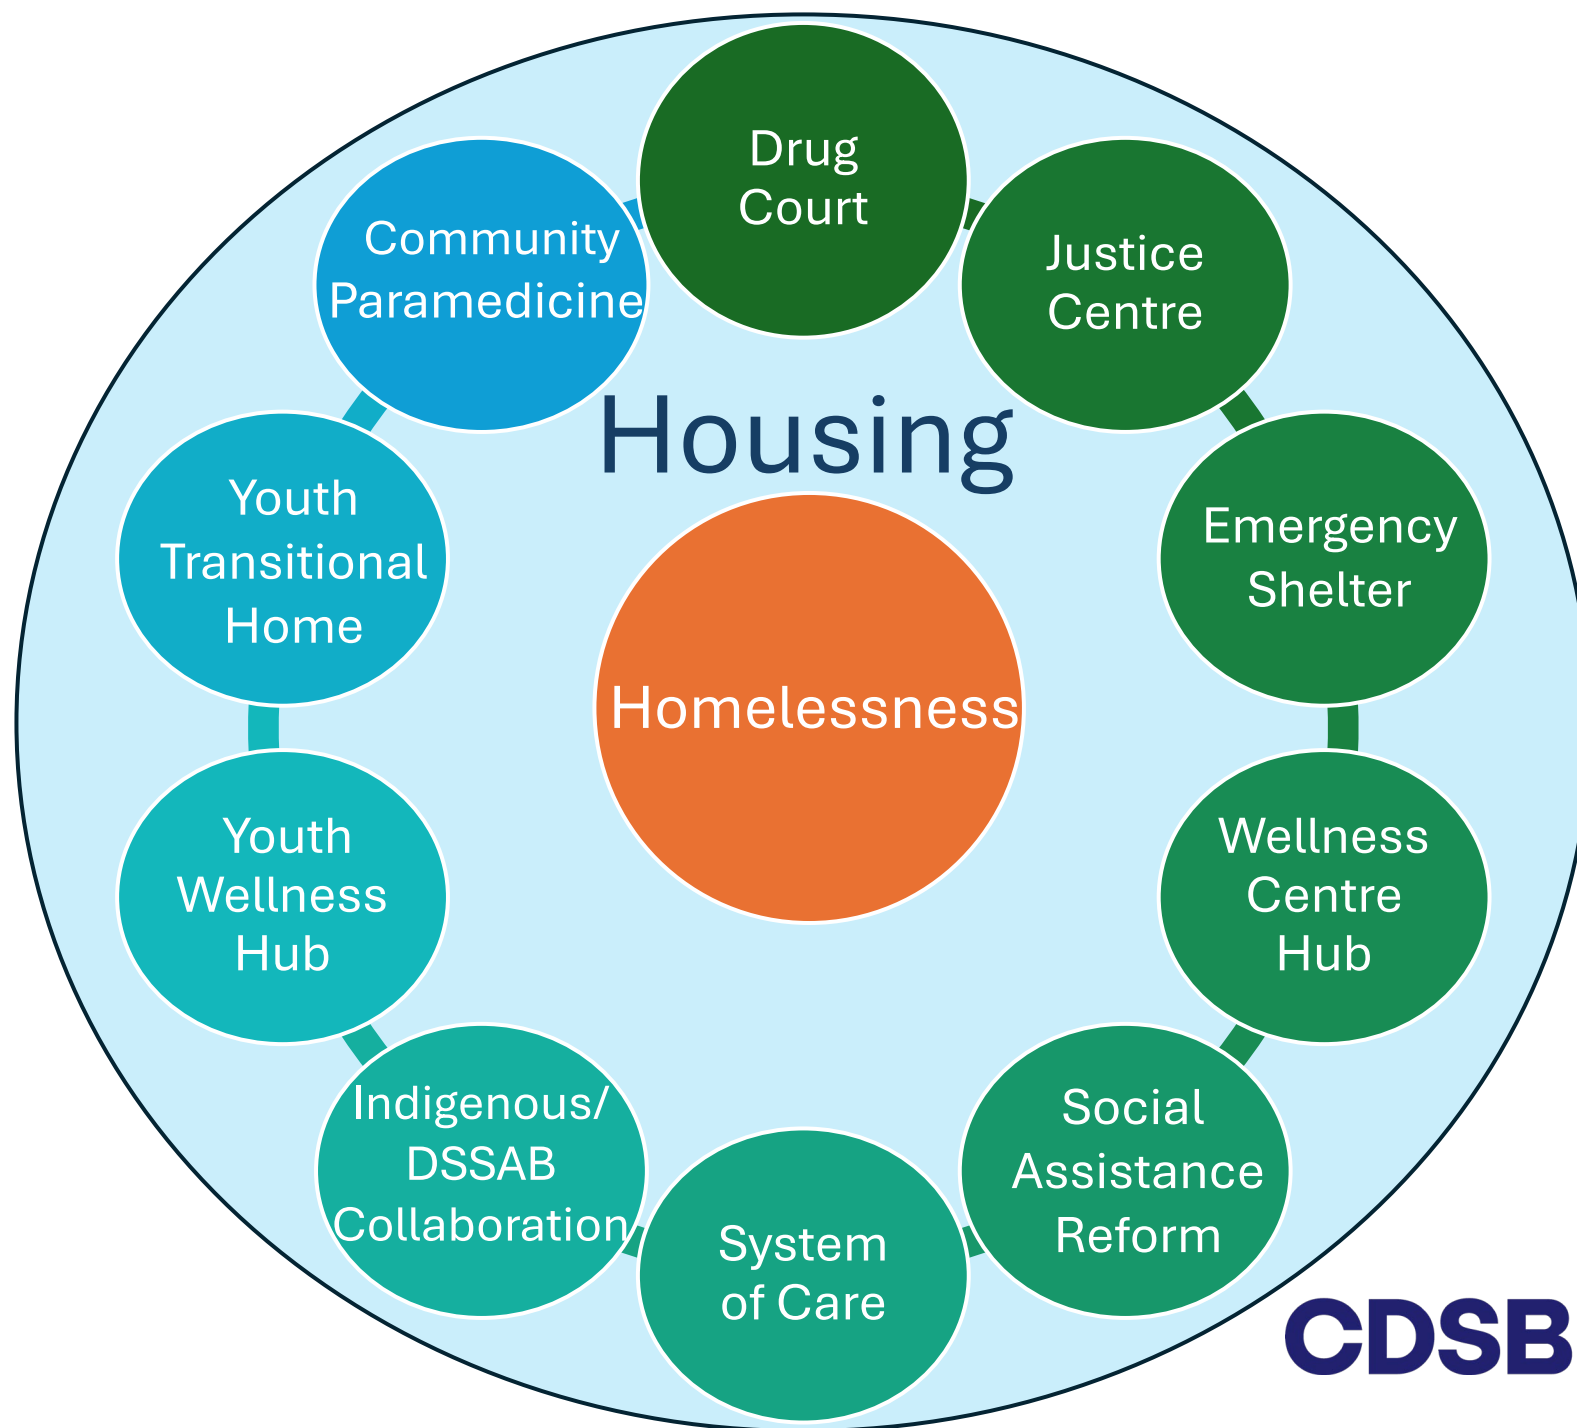 Drug
Court
Justice
Centre
Emergency
Shelter
Wellness
Centre
Hub
Social
Assistance
Reform
System
of Care
Indigenous/
DSSAB
Collaboration
Youth
Wellness
Hub
Youth
Transitional
Home
Community
Paramedicine
Housing
Homelessness
CDSB